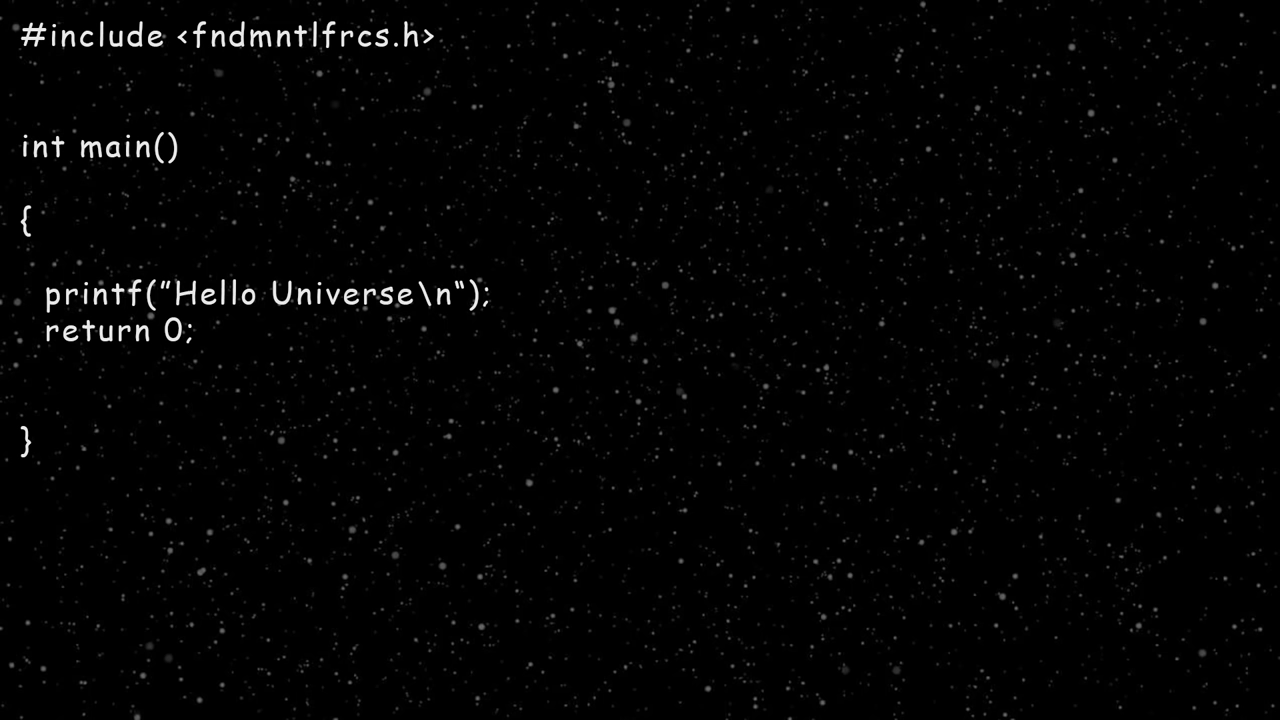 #include <fndmntlfrcs.h>
int main()
{
printf(”Hello Universe\n“);
return 0;
}